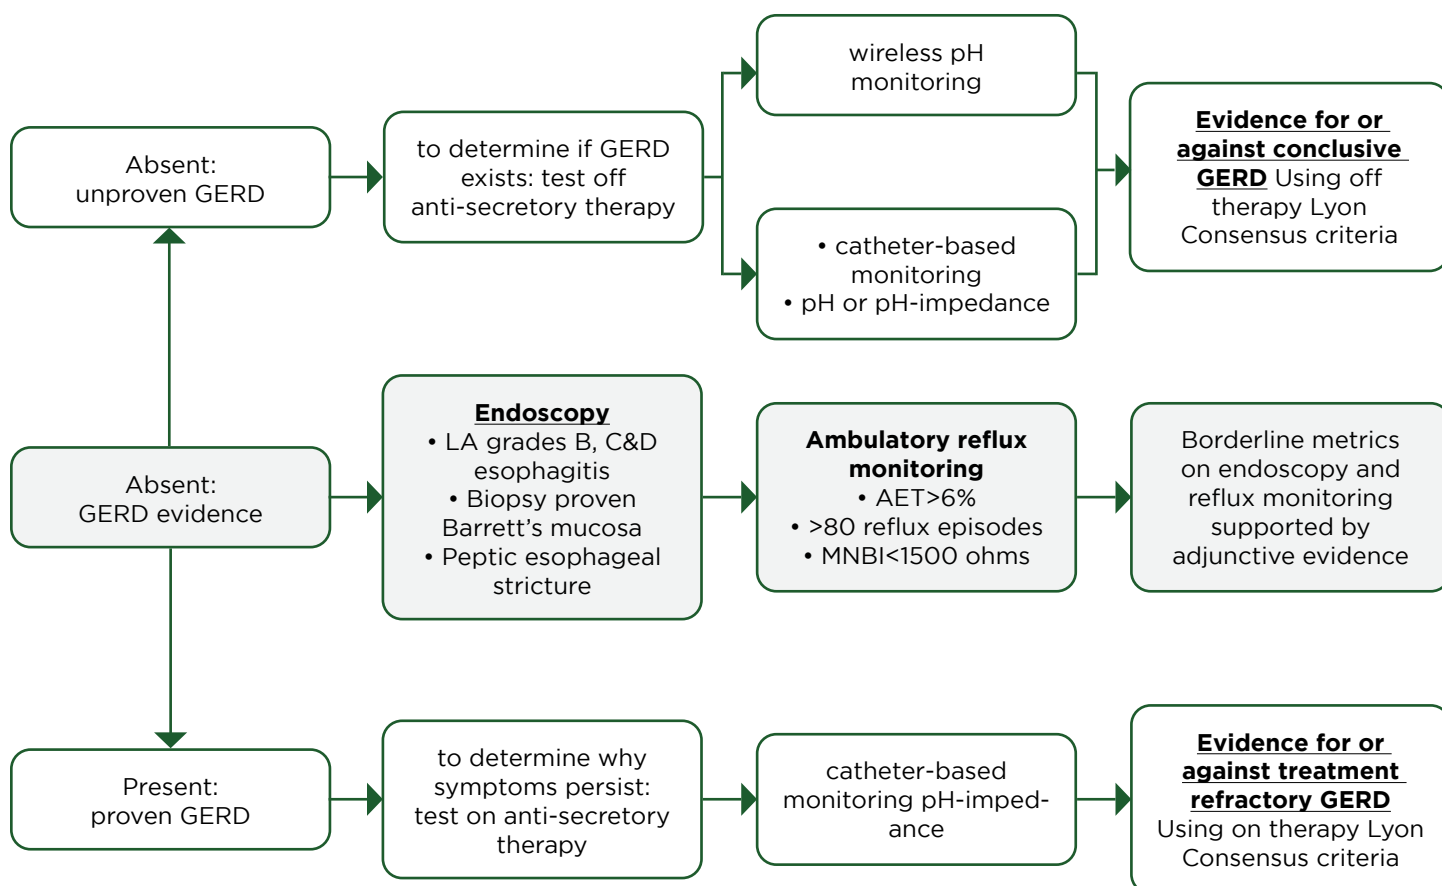 wireless pH
monitoring
Absent:
unproven GERD
to determine if GERD
exists: test off
anti-secretory therapy
Evidence for or
against conclusive
GERD Using off
therapy Lyon
Consensus criteria
• catheter-based
monitoring
• pH or pH-impedance
Absent:
GERD evidence
Endoscopy
• LA grades B, C&D
esophagitis
• Biopsy proven
Barrett’s mucosa
• Peptic esophageal
stricture
Ambulatory reflux
monitoring
• AET>6%
• >80 reflux episodes
• MNBI<1500 ohms
Borderline metrics
on endoscopy and
reflux monitoring
supported by
adjunctive evidence
Present:
proven GERD
to determine why
symptoms persist:
test on anti-secretory
therapy
catheter-based
monitoring pH-imped-
ance
Evidence for or
against treatment
refractory GERD
Using on therapy Lyon
Consensus criteria